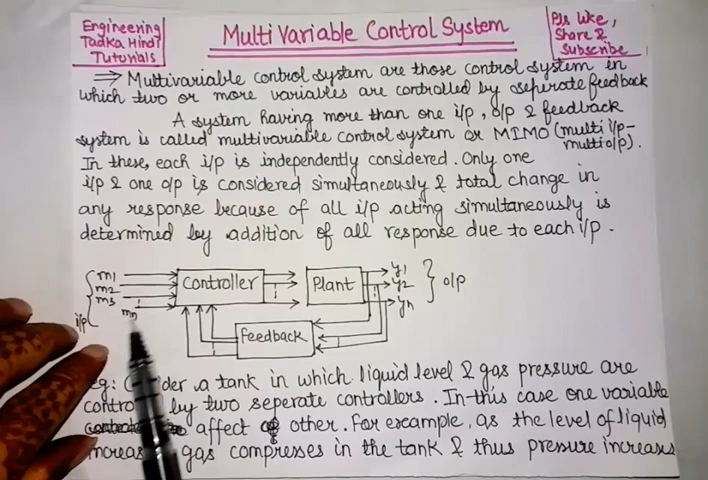 Engineering
Tadka Hindi
Tutorials
Multi Variable Control System
Pls like,
Share &
Subscribe
⇒ Multivariable control system are those control system in
which two or more variables are controlled by seperate feedback
A system having more than one i/p, o/p & feedback
system is called multivariable control system or MIMO (multi i/p-
multi o/p).
In these, each i/p is independently considered. Only one
i/p & one o/p is considered simultaneously & total change in
any response because of all i/p acting simultaneously is
determined by addition of all response due to each i/p.
m1
m2
m3
mn
i/p
Controller
Plant
Feedback
y1
y2
yn
o/p
eg: a tank in which liquid level & gas pressure are
by two seperate controllers. In this case one variable
affect other. For example, as the level of liquid
gas compresses in the tank & thus pressure increases